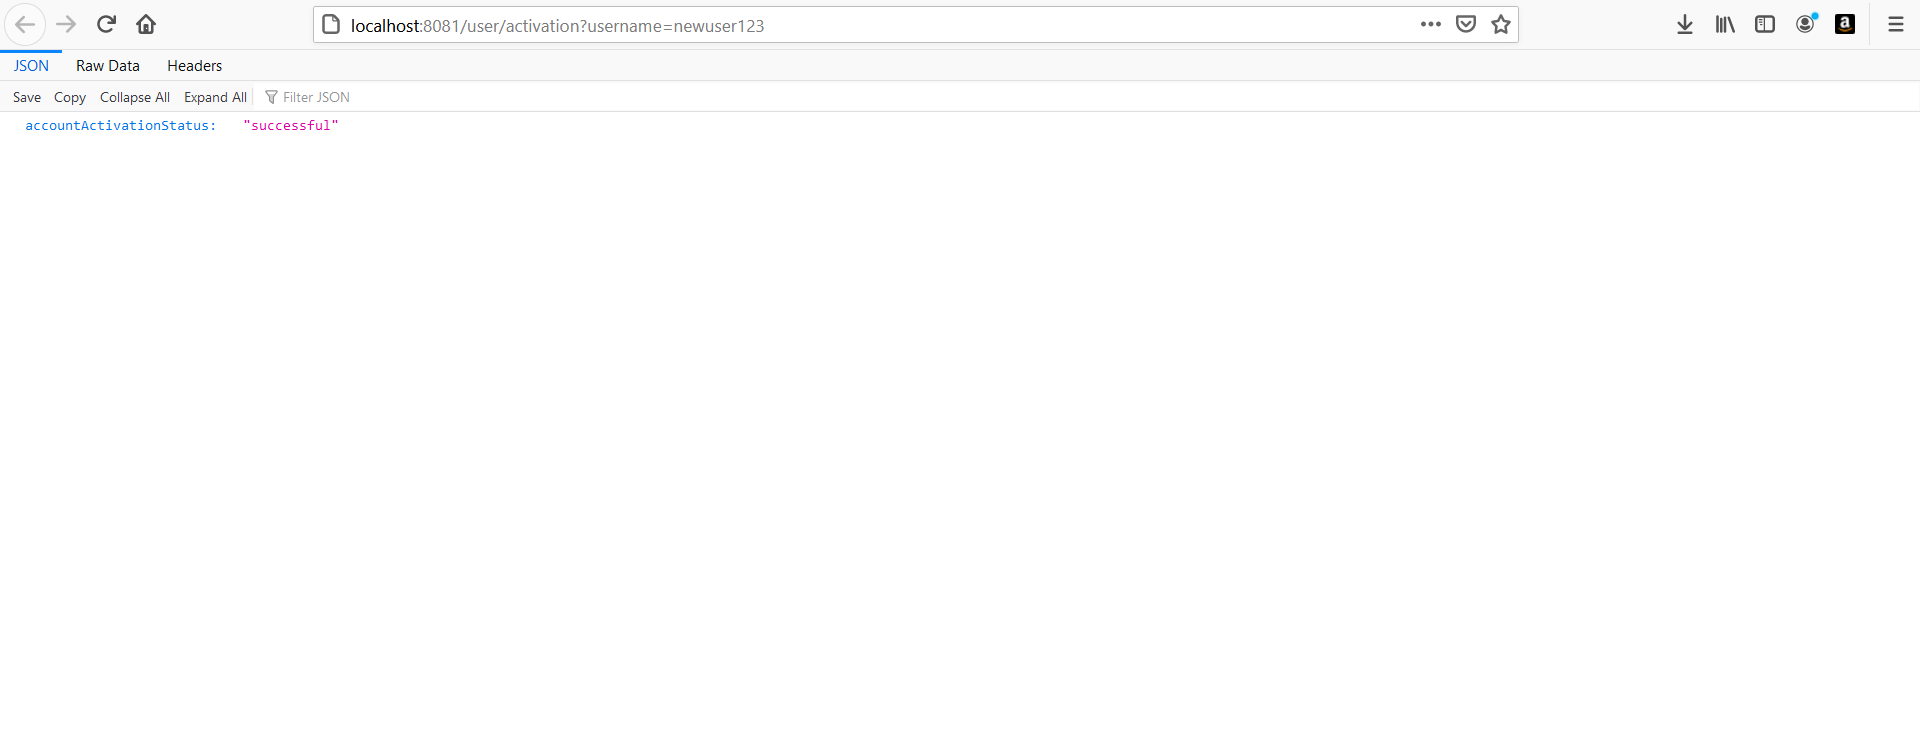 localhost:8081/user/activation?username=newuser123
a
JSON Raw Data Headers
Save Copy Collapse All Expand All Filter JSON
accountActivationStatus: "successful"